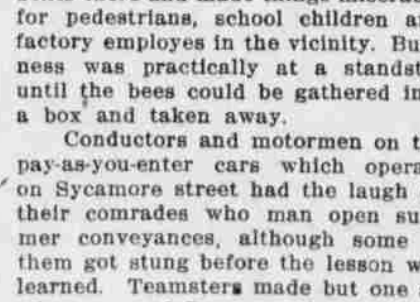 for pedestrians, school children a
factory employes in the vicinity. Bu
ness was practically at a standst
until the bees could be gathered in
a box and taken away.
Conductors and motormen on t
pay-as-you-enter cars which opera
on Sycamore street had the laugh
their comrades who man open su
mer conveyances, although some
them got stung before the lesson w
learned. Teamsters made but one